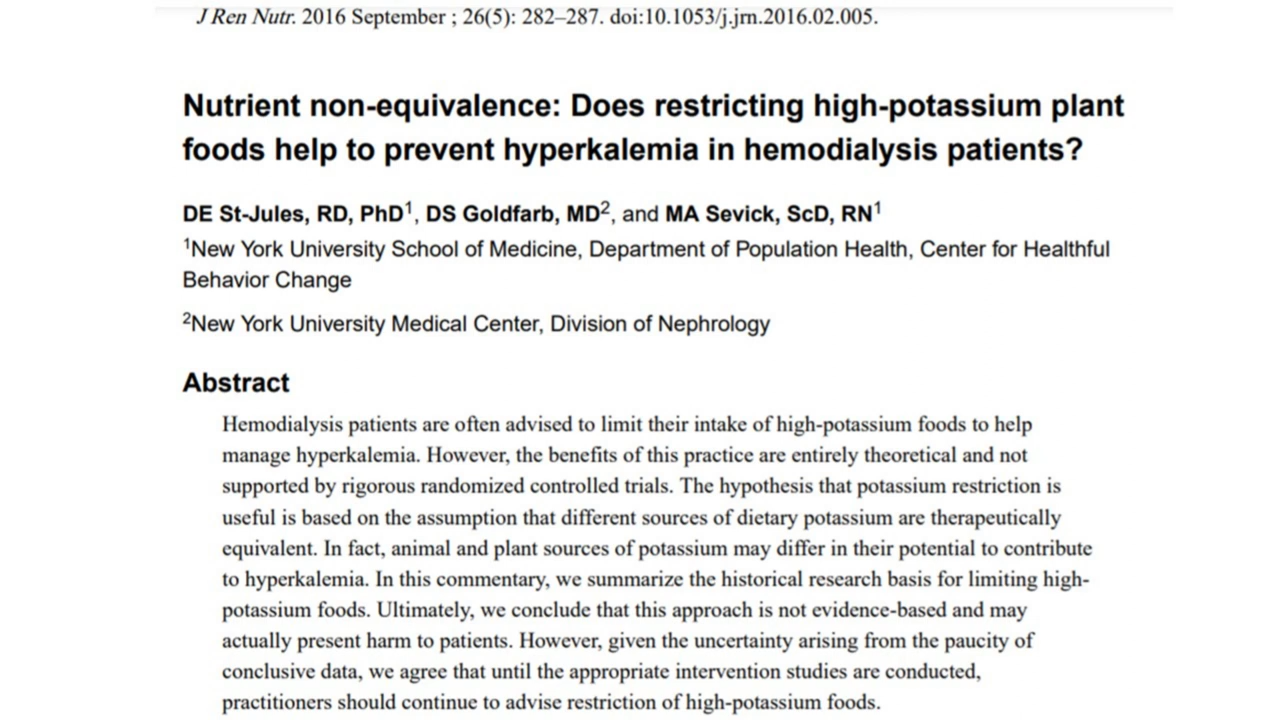 J Ren Nutr. 2016 September ; 26(5): 282–287. doi:10.1053/j.jrn.2016.02.005.
Nutrient non-equivalence: Does restricting high-potassium plant
foods help to prevent hyperkalemia in hemodialysis patients?
DE St-Jules, RD, PhD1, DS Goldfarb, MD2, and MA Sevick, ScD, RN1
1New York University School of Medicine, Department of Population Health, Center for Healthful
Behavior Change
2New York University Medical Center, Division of Nephrology
Abstract
Hemodialysis patients are often advised to limit their intake of high-potassium foods to help
manage hyperkalemia. However, the benefits of this practice are entirely theoretical and not
supported by rigorous randomized controlled trials. The hypothesis that potassium restriction is
useful is based on the assumption that different sources of dietary potassium are therapeutically
equivalent. In fact, animal and plant sources of potassium may differ in their potential to contribute
to hyperkalemia. In this commentary, we summarize the historical research basis for limiting high-
potassium foods. Ultimately, we conclude that this approach is not evidence-based and may
actually present harm to patients. However, given the uncertainty arising from the paucity of
conclusive data, we agree that until the appropriate intervention studies are conducted,
practitioners should continue to advise restriction of high-potassium foods.